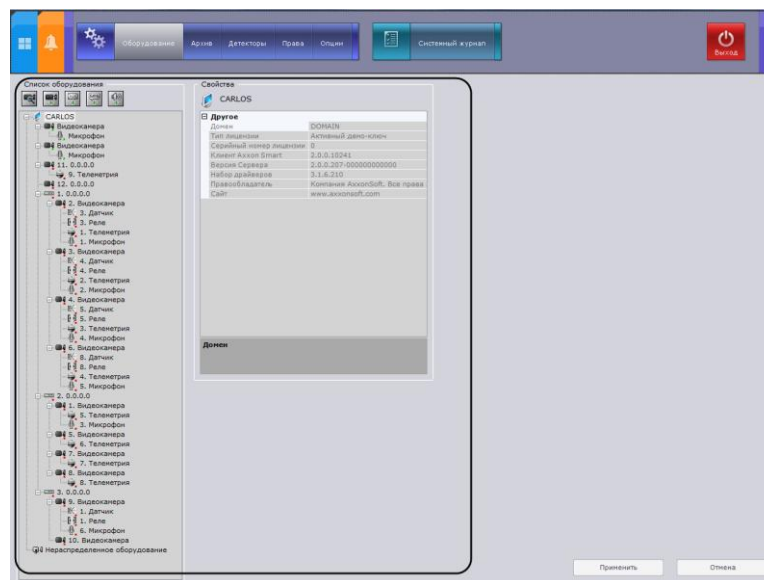 Оборудование Архив Детекторы Права Опции Системный журнал Выход
Список оборудования
CARLOS
Видеокамера
Микрофон
Видеокамера
Микрофон
11. 0.0.0.0
9. Телеметрия
12. 0.0.0.0
1. 0.0.0.0
2. Видеокамера
3. Датчик
3. Реле
1. Телеметрия
1. Микрофон
3. Видеокамера
4. Датчик
4. Реле
2. Телеметрия
2. Микрофон
4. Видеокамера
5. Датчик
5. Реле
3. Телеметрия
4. Микрофон
6. Видеокамера
8. Датчик
8. Реле
4. Телеметрия
5. Микрофон
2. 0.0.0.0
1. Видеокамера
5. Телеметрия
3. Микрофон
5. Видеокамера
6. Телеметрия
7. Видеокамера
7. Телеметрия
8. Видеокамера
8. Телеметрия
3. 0.0.0.0
9. Видеокамера
1. Датчик
1. Реле
6. Микрофон
10. Видеокамера
Нераспределенное оборудование
Свойства
CARLOS
Другое
Домен DOMAIN
Тип лицензии Активный демо-ключ
Серийный номер лицензии 0
Клиент Axxon Smart 2.0.0.10241
Версия Сервера 2.0.0.207-000000000000
Набор драйверов 3.1.6.210
Правообладатель Компания AxxonSoft. Все права
Сайт www.axxonsoft.com
Домен
Применить Отмена